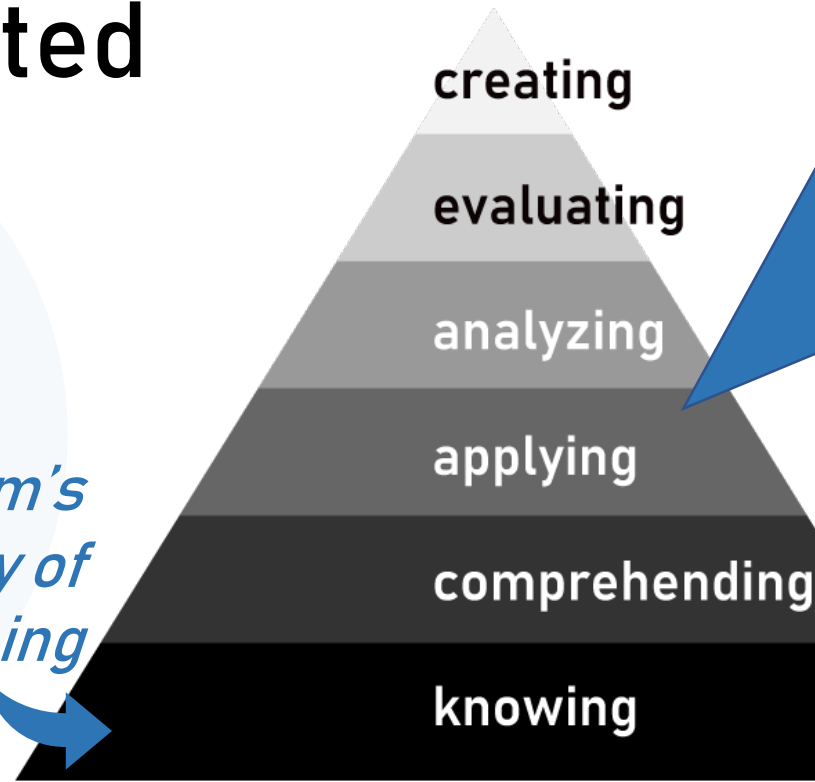 ted
creating
evaluating
analyzing
applying
comprehending
knowing
m's
y of
ing